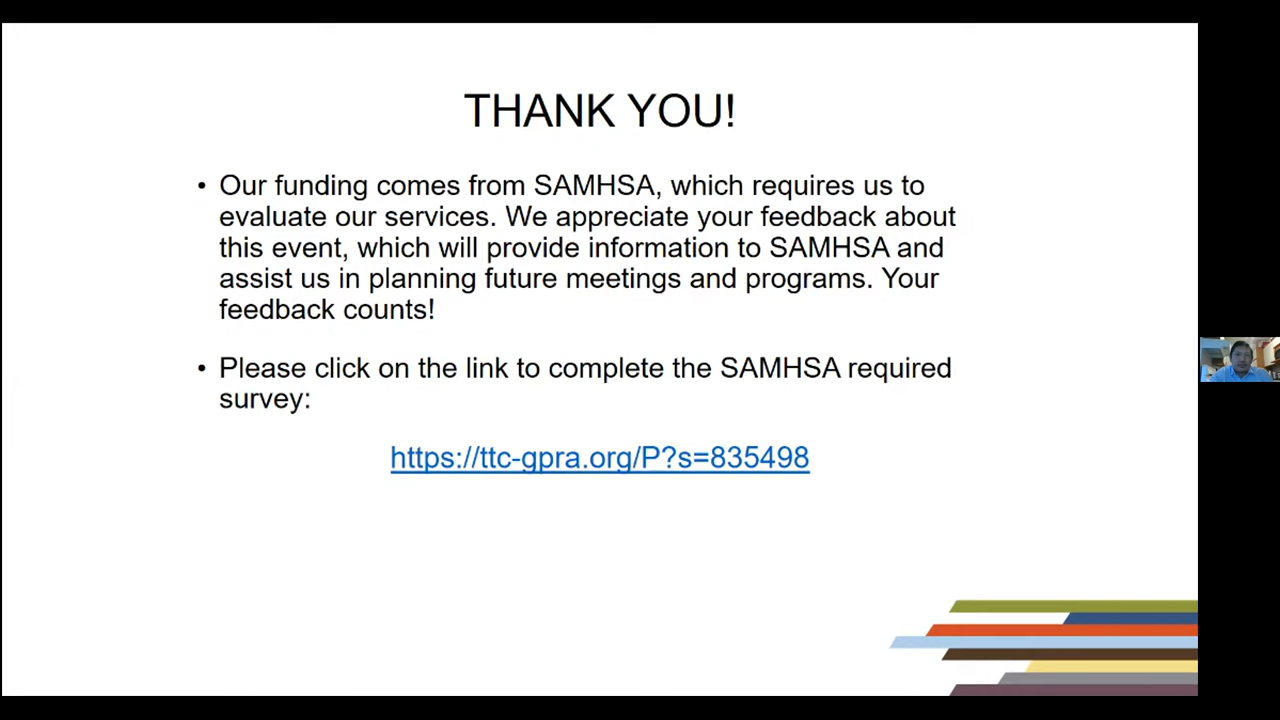 THANK YOU!
• Our funding comes from SAMHSA, which requires us to
evaluate our services. We appreciate your feedback about
this event, which will provide information to SAMHSA and
assist us in planning future meetings and programs. Your
feedback counts!
• Please click on the link to complete the SAMHSA required
survey:
https://ttc-gpra.org/P?s=835498